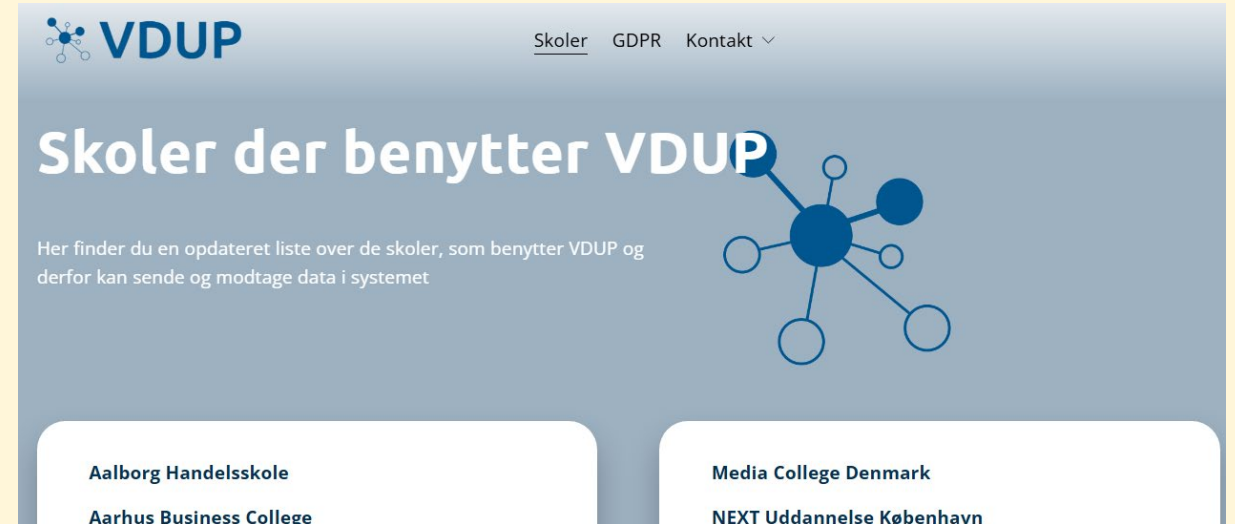 VDUP
Skoler GDPR Kontakt
Skoler der benytter VDUP
Her finder du en opdateret liste over de skoler, som benytter VDUP og
derfor kan sende og modtage data i systemet
Aalborg Handelsskole
Aarhus Business College
Media College Denmark
NEXT Uddannelse København